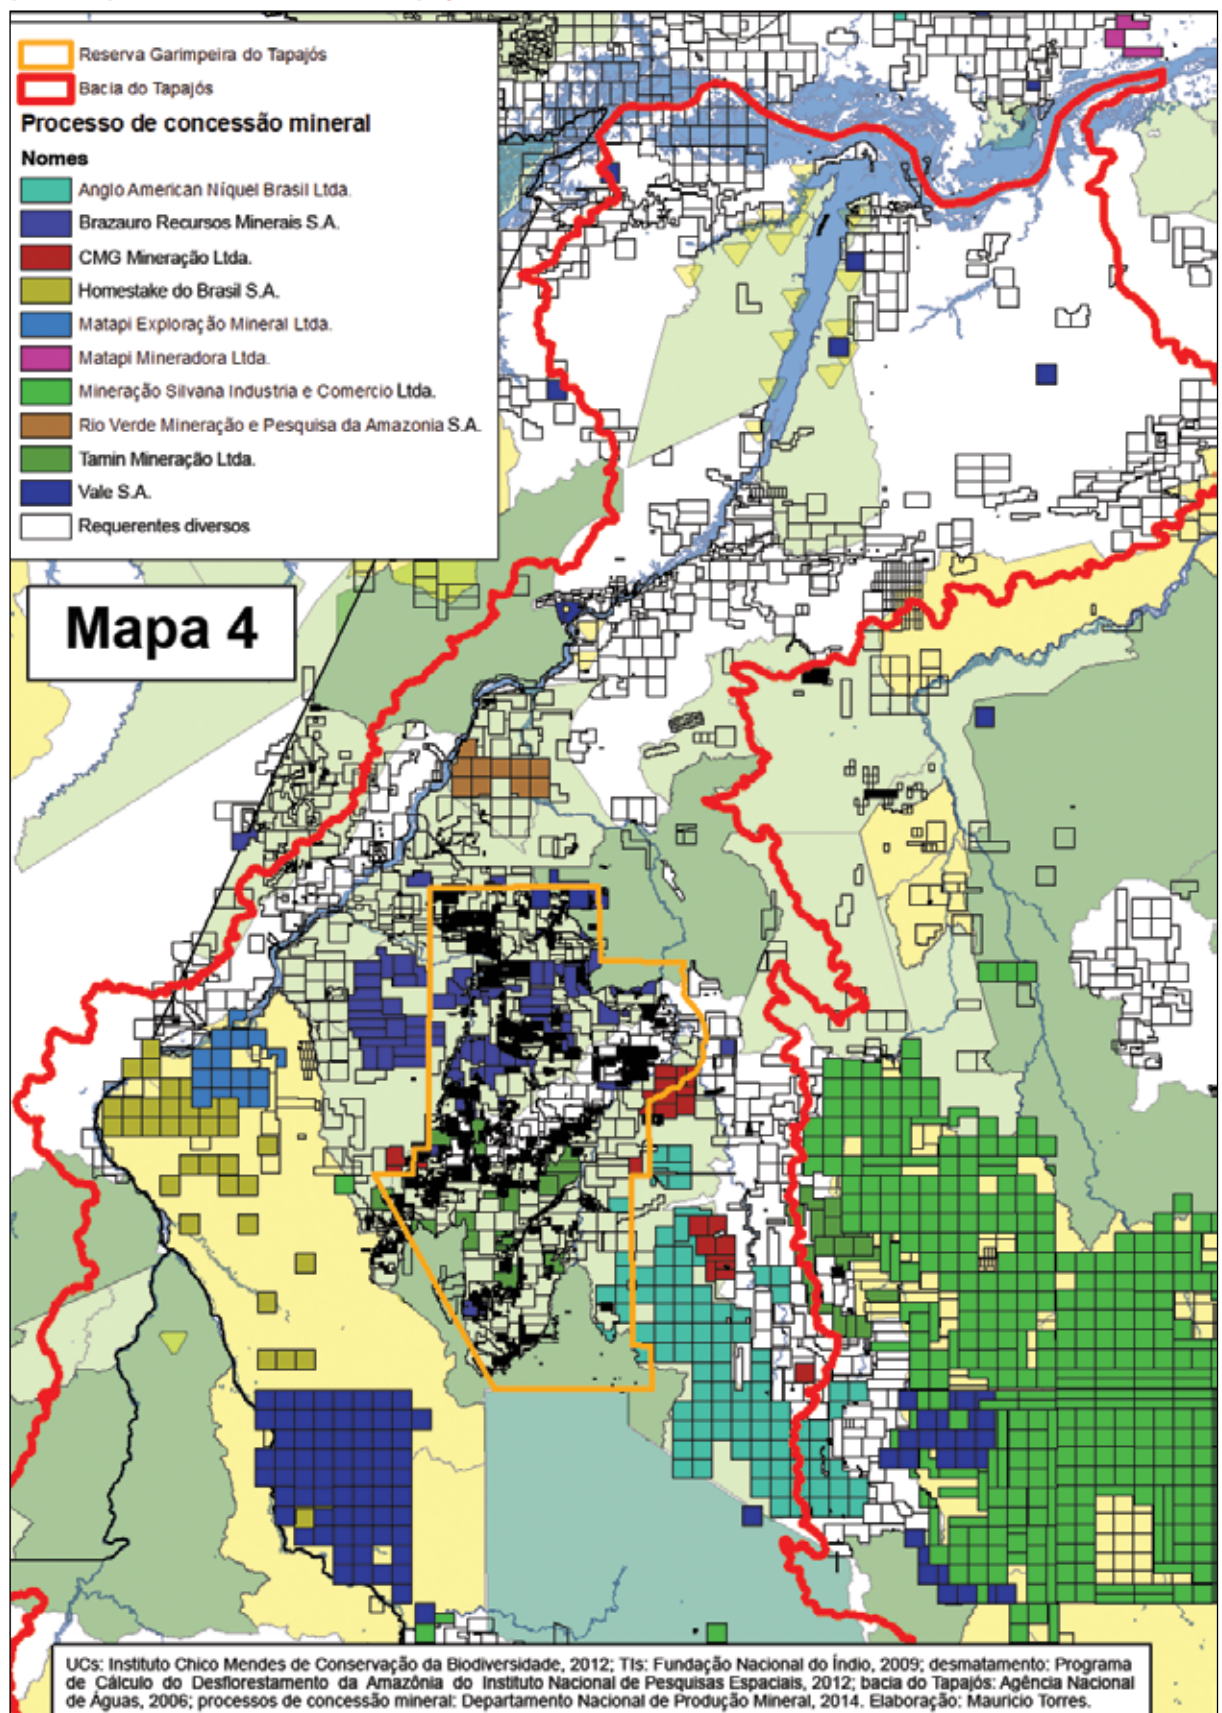 Reserva Garimpeira do Tapajós
Bacia do Tapajós
Processo de concessão mineral
Nomes
Anglo American Níquel Brasil Ltda.
Brazauro Recursos Minerais S.A.
CMG Mineração Ltda.
Homestake do Brasil S.A.
Matapi Exploração Mineral Ltda.
Matapi Mineradora Ltda.
Mineração Silvana Industria e Comercio Ltda.
Rio Verde Mineração e Pesquisa da Amazonia S.A.
Tamin Mineração Ltda.
Vale S.A.
Requerentes diversos
Mapa 4
UCs: Instituto Chico Mendes de Conservação da Biodiversidade, 2012; TIs: Fundação Nacional do Índio, 2009; desmatamento: Programa
de Cálculo do Desflorestamento da Amazônia do Instituto Nacional de Pesquisas Espaciais, 2012; bacia do Tapajós: Agência Nacional
de Águas, 2006; processos de concessão mineral: Departamento Nacional de Produção Mineral, 2014. Elaboração: Mauricio Torres.